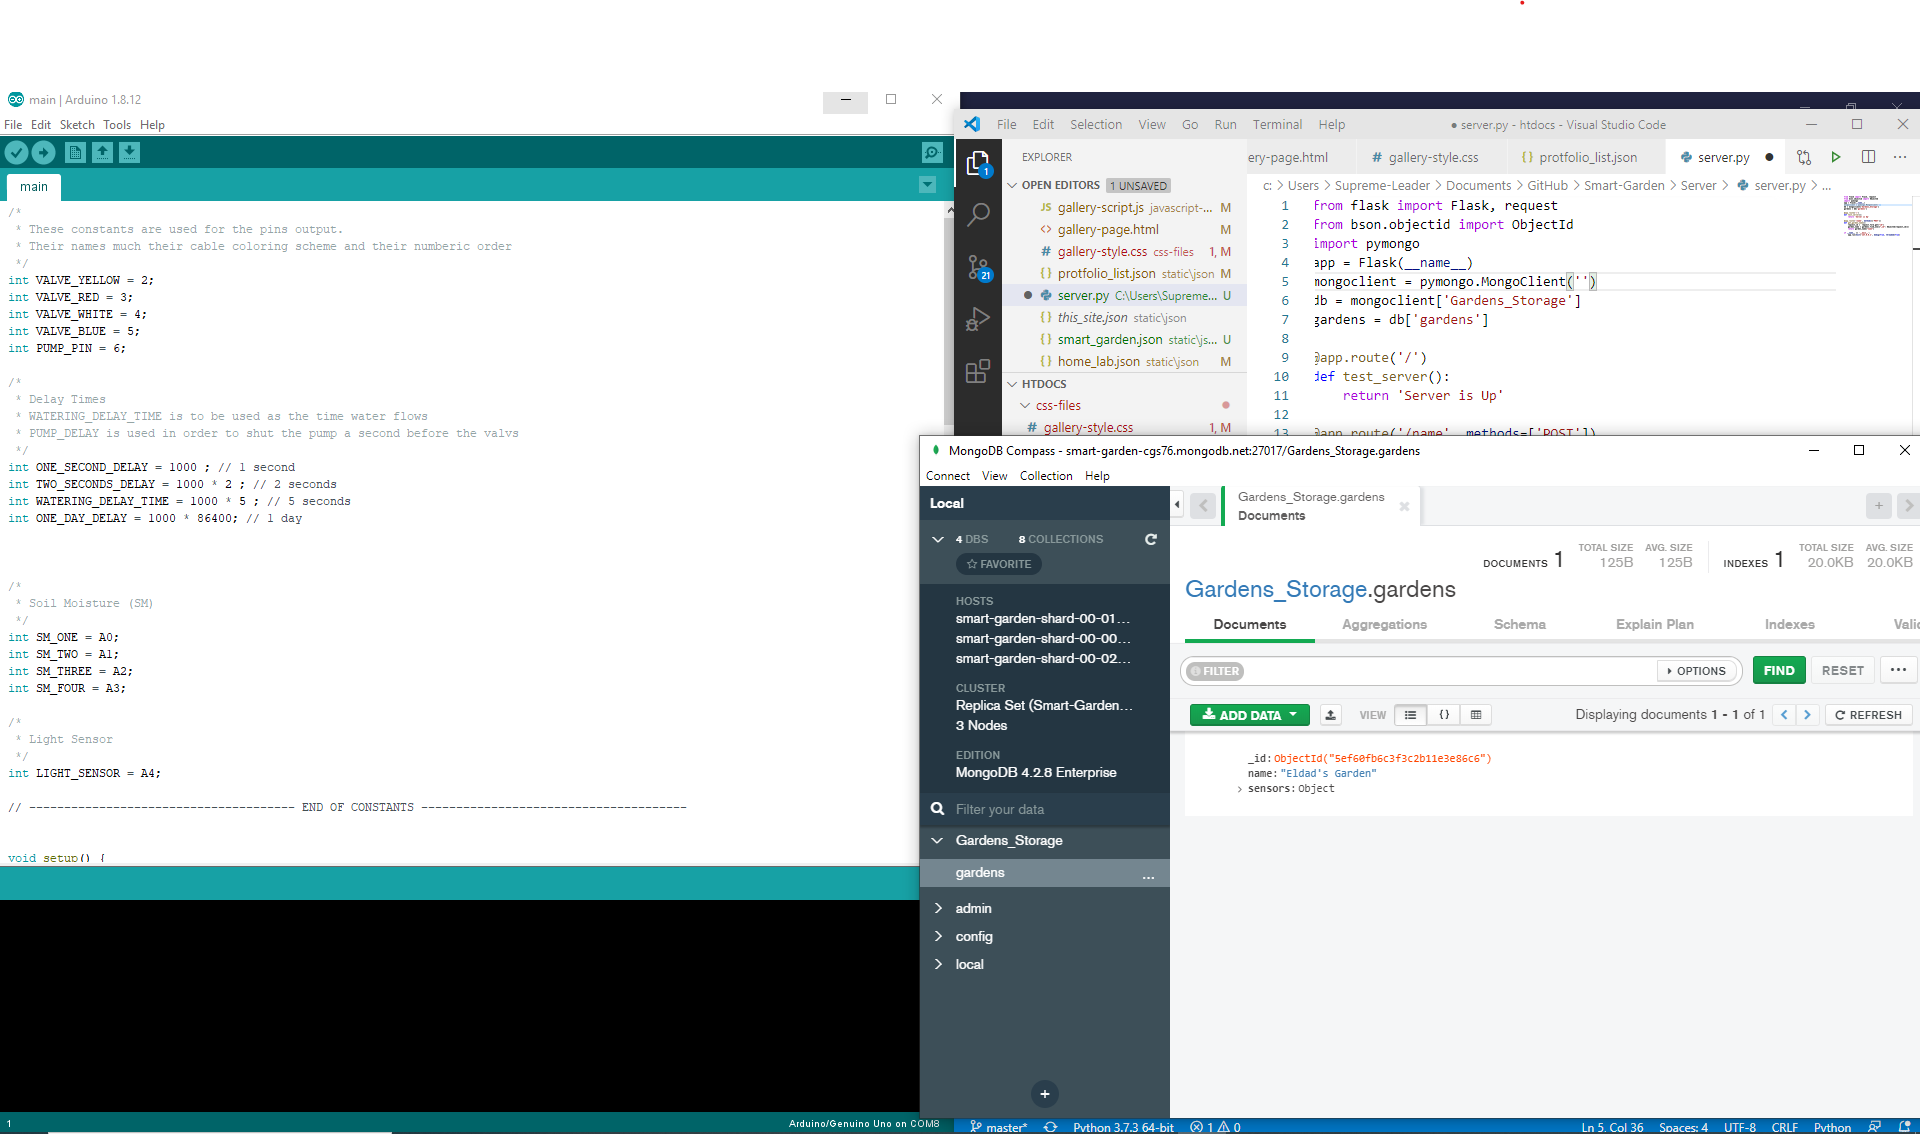 main | Arduino 1.8.12
File Edit Sketch Tools Help
main
/*
* These constants are used for the pins output.
* Their names much their cable coloring scheme and their numberic order
*/
int VALVE_YELLOW = 2;
int VALVE_RED = 3;
int VALVE_WHITE = 4;
int VALVE_BLUE = 5;
int PUMP_PIN = 6;
/*
* Delay Times
* WATERING_DELAY_TIME is to be used as the time water flows
* PUMP_DELAY is used in order to shut the pump a second before the valvs
*/
int ONE_SECOND_DELAY = 1000 ; // 1 second
int TWO_SECONDS_DELAY = 1000 * 2 ; // 2 seconds
int WATERING_DELAY_TIME = 1000 * 5 ; // 5 seconds
int ONE_DAY_DELAY = 1000 * 86400; // 1 day
/*
* Soil Moisture (SM)
*/
int SM_ONE = A0;
int SM_TWO = A1;
int SM_THREE = A2;
int SM_FOUR = A3;
/*
* Light Sensor
*/
int LIGHT_SENSOR = A4;
// -------------------------------------- END OF CONSTANTS --------------------------------------
void setup() {
1
Arduino/Genuino Uno on COM8
File Edit Selection View Go Run Terminal Help
● server.py - htdocs - Visual Studio Code
EXPLORER
OPEN EDITORS 1 UNSAVED
JS gallery-script.js javascript-... M
<> gallery-page.html M
# gallery-style.css css-files 1, M
{} protfolio_list.json static\json M
● server.py C:\Users\Supreme... U
{} this_site.json static\json
{} smart_garden.json static\js... U
{} home_lab.json static\json M
HTDOCS
css-files
# gallery-style.css 1, M
1
21
ery-page.html # gallery-style.css {} protfolio_list.json server.py ●
c: > Users > Supreme-Leader > Documents > GitHub > Smart-Garden > Server > server.py > ...
1 from flask import Flask, request
2 from bson.objectid import ObjectId
3 import pymongo
4 app = Flask(__name__)
5 mongoclient = pymongo.MongoClient('')
6 db = mongoclient['Gardens_Storage']
7 gardens = db['gardens']
8
9 @app.route('/')
10 def test_server():
11 return 'Server is Up'
12
13 @app.route('/name', methods=['POST'])
MongoDB Compass - smart-garden-cgs76.mongodb.net:27017/Gardens_Storage.gardens
Connect View Collection Help
Local
4 DBS 8 COLLECTIONS
☆ FAVORITE
HOSTS
smart-garden-shard-00-01...
smart-garden-shard-00-00...
smart-garden-shard-00-02...
CLUSTER
Replica Set (Smart-Garden...
3 Nodes
EDITION
MongoDB 4.2.8 Enterprise
Filter your data
Gardens_Storage
gardens ...
admin
config
local
+
Gardens_Storage.gardens
Documents
DOCUMENTS 1 TOTAL SIZE 125B AVG. SIZE 125B INDEXES 1 TOTAL SIZE 20.0KB AVG. SIZE 20.0KB
Gardens_Storage.gardens
Documents Aggregations Schema Explain Plan Indexes Valid
FILTER OPTIONS FIND RESET ...
ADD DATA VIEW {} Displaying documents 1 - 1 of 1 REFRESH
_id: ObjectId("5ef60fb6c3f3c2b11e3e86c6")
name: "Eldad's Garden"
> sensors: Object
master* Python 3.7.3 64-bit 1 0 Ln 5, Col 36 Spaces: 4 UTF-8 CRLF Python